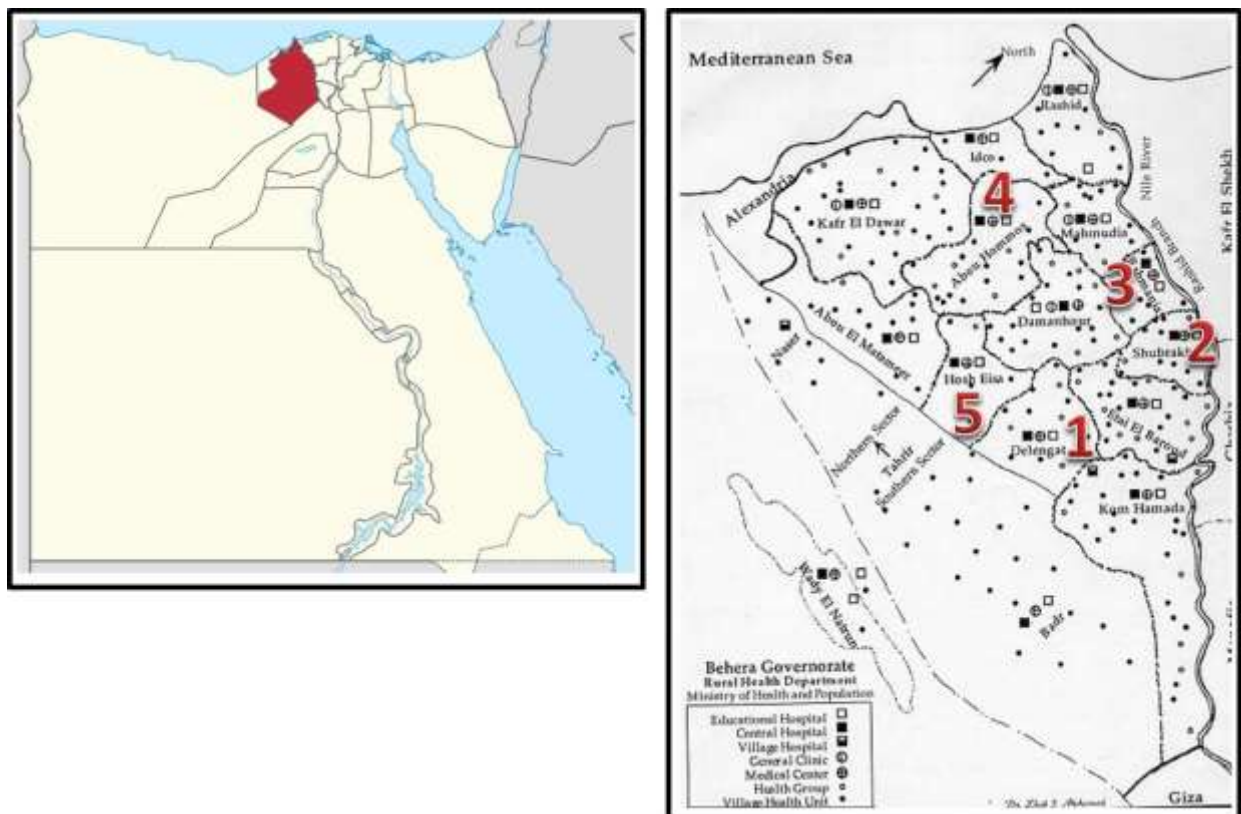 Mediterranean Sea
North
Rashid
Idco
Nile River
Kafr El Shekh
Alexandria
4
Kafr El Dawar
Mahmudia
Rashid Branch
Abou Hommos
3
Damanhour
2
Abou El Matameer
Naser
Hosh Eisa
5
1
Etai El Baroud
Delengat
Northern Sector
Tahrir
Southern Sector
Kom Hamada
Wady El Natrun
Badr
Behera Governorate
Rural Health Department
Ministry of Health and Population
Educational Hospital
Central Hospital
Village Hospital
General Clinic
Medical Center
Health Group
Village Health Unit
Giza